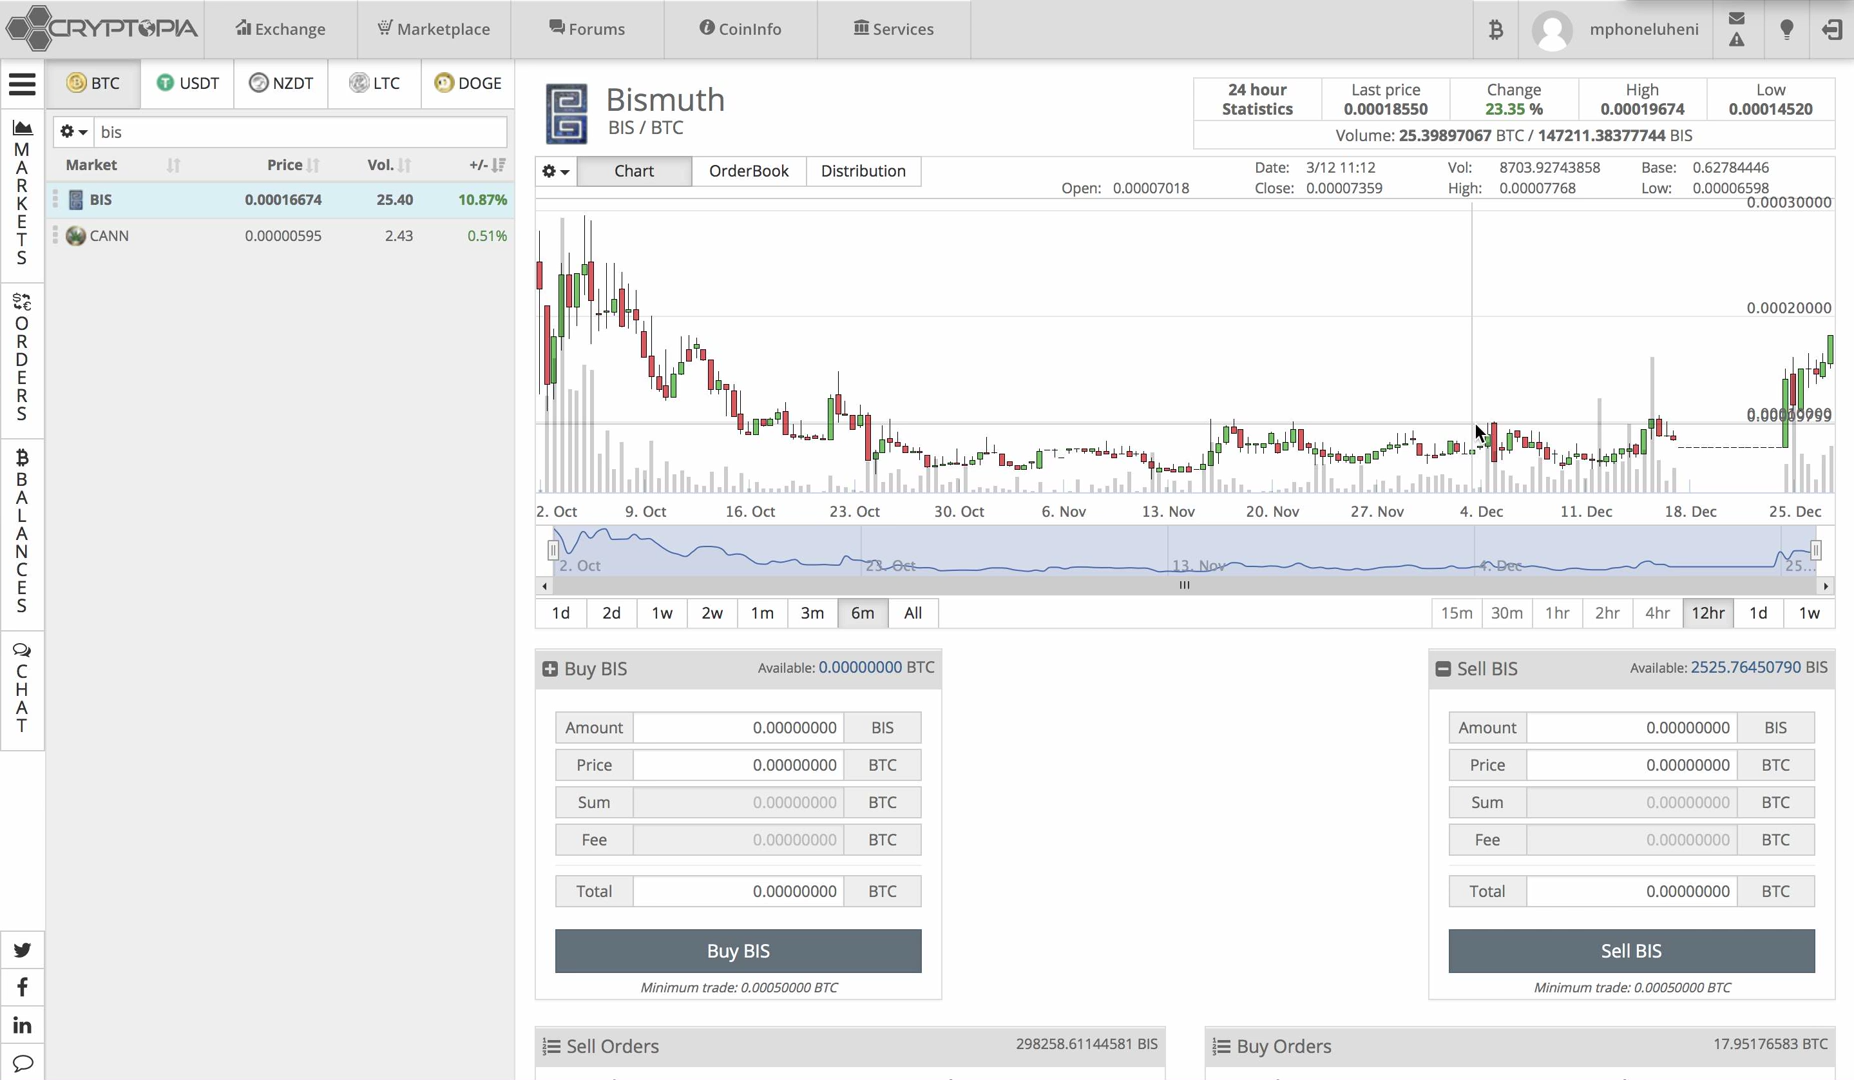 CRYPTOPIA
Exchange
Marketplace
Forums
CoinInfo
Services
mphoneluheni
BTC
USDT
NZDT
LTC
DOGE
MARKETS
ORDERS
BALANCES
CHAT
bis
Market Price Vol. +/-
BIS 0.00016674 25.40 10.87%
CANN 0.00000595 2.43 0.51%
Bismuth
BIS / BTC
24 hour Statistics
Last price 0.00018550
Change 23.35 %
High 0.00019674
Low 0.00014520
Volume: 25.39897067 BTC / 147211.38377744 BIS
Chart OrderBook Distribution
Date: 3/12 11:12 Vol: 8703.92743858 Base: 0.62784446
Open: 0.00007018 Close: 0.00007359 High: 0.00007768 Low: 0.00006598
0.00030000
0.00020000
2. Oct 9. Oct 16. Oct 23. Oct 30. Oct 6. Nov 13. Nov 20. Nov 27. Nov 4. Dec 11. Dec 18. Dec 25. Dec
2. Oct 23. Oct 13. Nov 4. Dec 25...
1d 2d 1w 2w 1m 3m 6m All
15m 30m 1hr 2hr 4hr 12hr 1d 1w
Buy BIS Available: 0.00000000 BTC
Amount 0.00000000 BIS
Price 0.00000000 BTC
Sum 0.00000000 BTC
Fee 0.00000000 BTC
Total 0.00000000 BTC
Buy BIS
Minimum trade: 0.00050000 BTC
Sell BIS Available: 2525.76450790 BIS
Amount 0.00000000 BIS
Price 0.00000000 BTC
Sum 0.00000000 BTC
Fee 0.00000000 BTC
Total 0.00000000 BTC
Sell BIS
Minimum trade: 0.00050000 BTC
Sell Orders 298258.61144581 BIS
Buy Orders 17.95176583 BTC